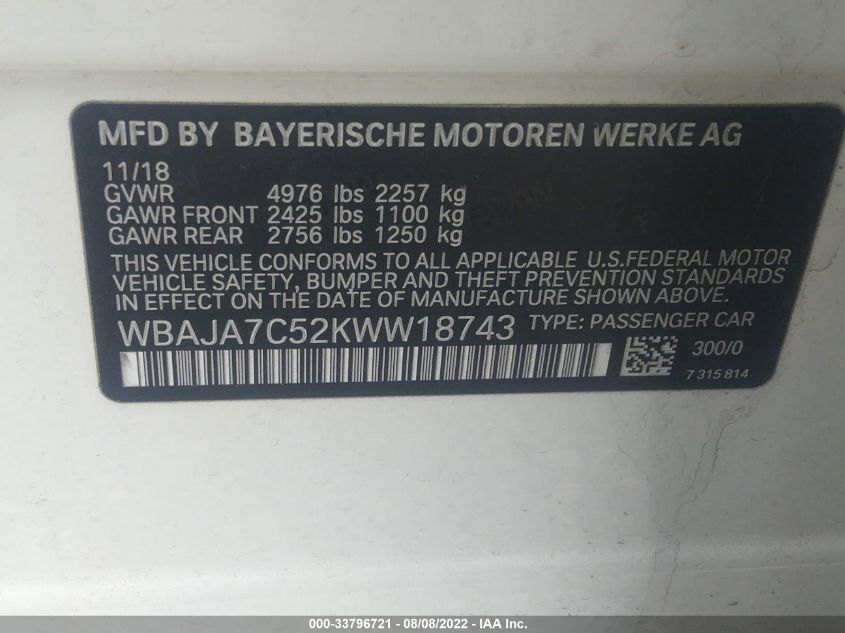 MFD BY BAYERISCHE MOTOREN WERKE AG
11/18
GVWR 4976 lbs 2257 kg
GAWR FRONT 2425 lbs 1100 kg
GAWR REAR 2756 lbs 1250 kg
THIS VEHICLE CONFORMS TO ALL APPLICABLE U.S.FEDERAL MOTOR
VEHICLE SAFETY, BUMPER AND THEFT PREVENTION STANDARDS
IN EFFECT ON THE DATE OF MANUFACTURE SHOWN ABOVE.
WBAJA7C52KWW18743 TYPE: PASSENGER CAR
300/0
7 315 814
000-33796721 - 08/08/2022 - IAA Inc.